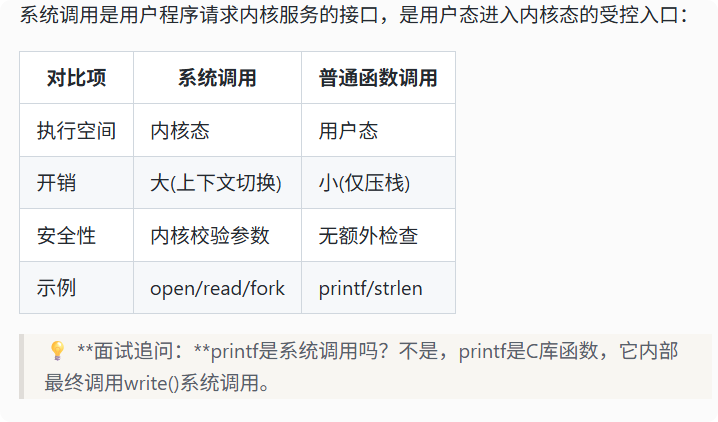 系统调用是用户程序请求内核服务的接口，是用户态进入内核态的受控入口：
对比项 系统调用 普通函数调用
执行空间 内核态 用户态
开销 大(上下文切换) 小(仅压栈)
安全性 内核校验参数 无额外检查
示例 open/read/fork printf/strlen
💡 **面试追问：**printf是系统调用吗？不是，printf是C库函数，它内部
最终调用write()系统调用。